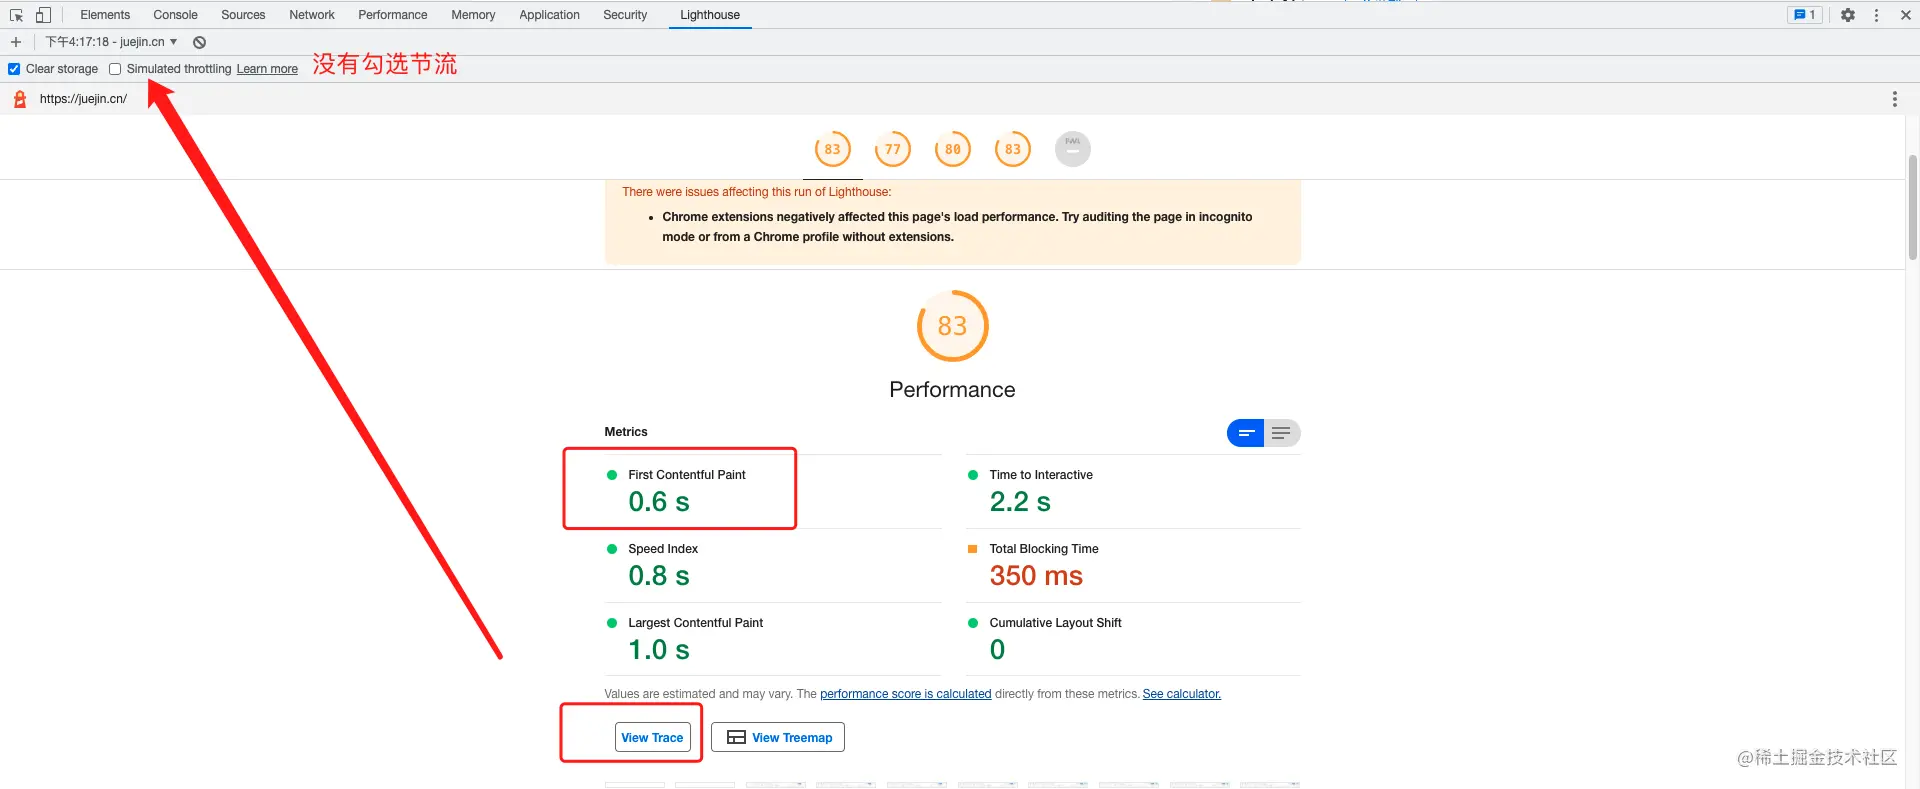 Elements Console Sources Network Performance Memory Application Security Lighthouse 1
下午4:17:18 - juejin.cn
Clear storage Simulated throttling Learn more 没有勾选节流
https://juejin.cn/
83 77 80 83
There were issues affecting this run of Lighthouse:
Chrome extensions negatively affected this page's load performance. Try auditing the page in incognito
mode or from a Chrome profile without extensions.
83
Performance
Metrics
First Contentful Paint
0.6 s
Time to Interactive
2.2 s
Speed Index
0.8 s
Total Blocking Time
350 ms
Largest Contentful Paint
1.0 s
Cumulative Layout Shift
0
Values are estimated and may vary. The performance score is calculated directly from these metrics. See calculator.
View Trace View Treemap
@稀土掘金技术社区